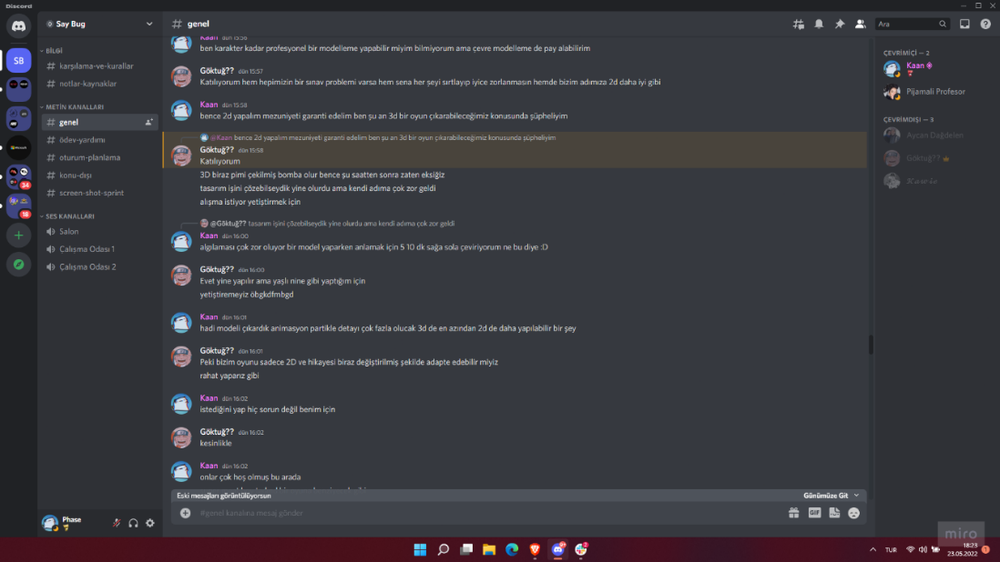 Discord
Say Bug
# genel
Ara
SB
BİLGİ
# karşılama-ve-kurallar
# notlar-kaynaklar
METİN KANALLARI
# genel
# ödev-yardımı
# oturum-planlama
# konu-dışı
# screen-shot-sprint
SES KANALLARI
Salon
Çalışma Odası 1
Çalışma Odası 2
34
18
Phase
Kaan dün 15:56
ben karakter kadar profesyonel bir modelleme yapabilir miyim bilmiyorum ama çevre modelleme de pay alabilirim
Göktuğ?? dün 15:57
Katılıyorum hem hepimizin bir sınav problemi varsa hem sena her şeyi sırtlayıp iyice zorlanmasın hemde bizim adımıza 2d daha iyi gibi
Kaan dün 15:58
bence 2d yapalım mezuniyeti garanti edelim ben şu an 3d bir oyun çıkarabileceğimiz konusunda şüpheliyim
@Kaan bence 2d yapalım mezuniyeti garanti edelim ben şu an 3d bir oyun çıkarabileceğimiz konusunda şüpheliyim
Göktuğ?? dün 15:58
Katılıyorum
3D biraz pimi çekilmiş bomba olur bence şu saatten sonra zaten eksiğiz
tasarım işini çözebilseydik yine olurdu ama kendi adıma çok zor geldi
alışma istiyor yetiştirmek için
@Göktuğ?? tasarım işini çözebilseydik yine olurdu ama kendi adıma çok zor geldi
Kaan dün 16:00
algılaması çok zor oluyor bir model yaparken anlamak için 5 10 dk sağa sola çeviriyorum ne bu diye :D
Göktuğ?? dün 16:00
Evet yine yapılır ama yaşlı nine gibi yaptığım için
yetiştiremeyiz öbgkdfmbgd
Kaan dün 16:01
hadi modeli çıkardık animasyon partikle detayı çok fazla olucak 3d de en azından 2d de daha yapılabilir bir şey
Göktuğ?? dün 16:01
Peki bizim oyunu sadece 2D ve hikayesi biraz değiştirilmiş şekilde adapte edebilir miyiz
rahat yaparız gibi
Kaan dün 16:02
istediğini yap hiç sorun değil benim için
Göktuğ?? dün 16:02
kesinlikle
Kaan dün 16:02
onlar çok hoş olmuş bu arada
Eski mesajları görüntülüyorsun
Günümüze Git
#genel kanalına mesaj gönder
GIF
ÇEVRİMİÇİ — 2
Kaan
Pijamali Profesor
ÇEVRİMDIŞI — 3
Aycan Dağdelen
Göktuğ??
miro
TUR
18:23
23.05.2022
1